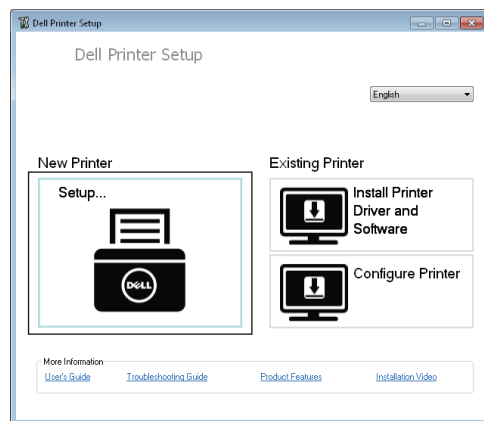 Dell Printer Setup
Dell Printer Setup
English
New Printer
Setup...
DELL
Existing Printer
Install Printer
Driver and
Software
Configure Printer
More Information
User's Guide
Troubleshooting Guide
Product Features
Installation Video